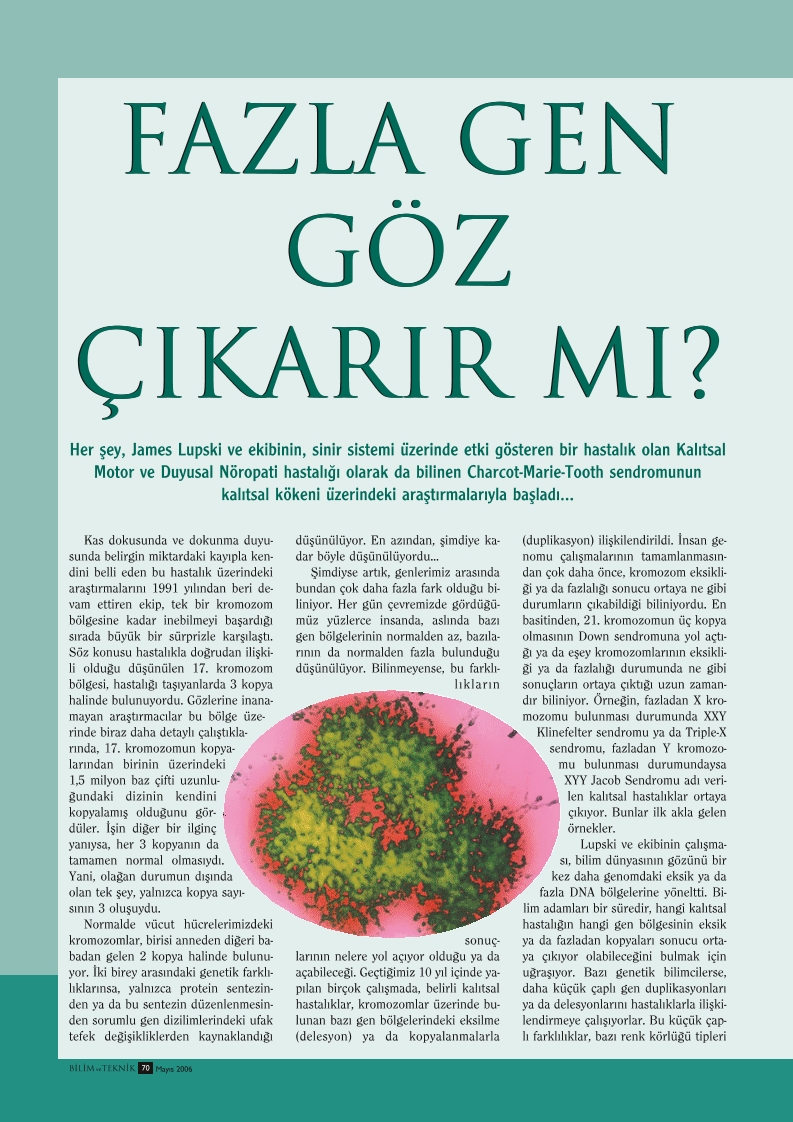 FAZLA GEN
GÖZ
ÇIKARIR MI?
Her şey, James Lupski ve ekibinin, sinir sistemi üzerinde etki gösteren bir hastalık olan Kalıtsal
Motor ve Duyusal Nöropati hastalığı olarak da bilinen Charcot-Marie-Tooth sendromunun
kalıtsal kökeni üzerindeki araştırmalarıyla başladı...
Kas dokusunda ve dokunma duyu-
sunda belirgin miktardaki kayıpla ken-
dini belli eden bu hastalık üzerindeki
araştırmalarını 1991 yılından beri de-
vam ettiren ekip, tek bir kromozom
bölgesine kadar inebilmeyi başardığı
sırada büyük bir sürprizle karşılaştı.
Söz konusu hastalıkla doğrudan ilişki-
li olduğu düşünülen 17. kromozom
bölgesi, hastalığı taşıyanlarda 3 kopya
halinde bulunuyordu. Gözlerine inana-
mayan araştırmacılar bu bölge üze-
rinde biraz daha detaylı çalıştıkla-
rında, 17. kromozomun kopya-
larından birinin üzerindeki
1,5 milyon baz çifti uzunlu-
ğundaki dizinin kendini
kopyalamış olduğunu gör-
düler. İşin diğer bir ilginç
yanıysa, her 3 kopyanın da
tamamen normal olmasıydı.
Yani, olağan durumun dışında
olan tek şey, yalnızca kopya sayı-
sının 3 oluşuydu.
Normalde vücut hücrelerimizdeki
kromozomlar, birisi anneden diğeri ba-
badan gelen 2 kopya halinde bulunu-
yor. İki birey arasındaki genetik farklı-
lıklarınsa, yalnızca protein sentezin-
den ya da bu sentezin düzenlenmesin-
den sorumlu gen dizilimlerindeki ufak
tefek değişikliklerden kaynaklandığı
düşünülüyor. En azından, şimdiye ka-
dar böyle düşünülüyordu...
Şimdiyse artık, genlerimiz arasında
bundan çok daha fazla fark olduğu bi-
liniyor. Her gün çevremizde gördüğü-
müz yüzlerce insanda, aslında bazı
gen bölgelerinin normalden az, bazıla-
rının da normalden fazla bulunduğu
düşünülüyor. Bilinmeyense, bu farklı-
lıkların
sonuç-
larının nelere yol açıyor olduğu ya da
açabileceği. Geçtiğimiz 10 yıl içinde ya-
pılan birçok çalışmada, belirli kalıtsal
hastalıklar, kromozomlar üzerinde bu-
lunan bazı gen bölgelerindeki eksilme
(delesyon) ya da kopyalanmalarla
(duplikasyon) ilişkilendirildi. İnsan ge-
nomu çalışmalarının tamamlanmasın-
dan çok daha önce, kromozom eksikli-
ği ya da fazlalığı sonucu ortaya ne gibi
durumların çıkabildiği biliniyordu. En
basitinden, 21. kromozomun üç kopya
olmasının Down sendromuna yol açtı-
ğı ya da eşey kromozomlarının eksikli-
ği ya da fazlalığı durumunda ne gibi
sonuçların ortaya çıktığı uzun zaman-
dır biliniyor. Örneğin, fazladan X kro-
mozomu bulunması durumunda XXY
Klinefelter sendromu ya da Triple-X
sendromu, fazladan Y kromozo-
mu bulunması durumundaysa
XYY Jacob Sendromu adı veri-
len kalıtsal hastalıklar ortaya
çıkıyor. Bunlar ilk akla gelen
örnekler.
Lupski ve ekibinin çalışma-
sı, bilim dünyasının gözünü bir
kez daha genomdaki eksik ya da
fazla DNA bölgelerine yöneltti. Bi-
lim adamları bir süredir, hangi kalıtsal
hastalığın hangi gen bölgesinin eksik
ya da fazladan kopyaları sonucu orta-
ya çıkıyor olabileceğini bulmak için
uğraşıyor. Bazı genetik bilimcilerse,
daha küçük çaplı gen duplikasyonları
ya da delesyonlarını hastalıklarla ilişki-
lendirmeye çalışıyorlar. Bu küçük çap-
lı farklılıklar, bazı renk körlüğü tipleri
BİLİM ve TEKNİK 70 Mayıs 2006